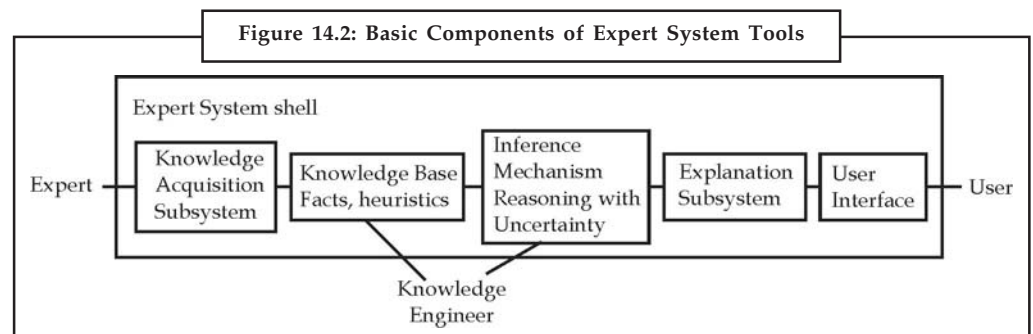 Figure 14.2: Basic Components of Expert System Tools
Expert System shell
Expert
Knowledge
Acquisition
Subsystem
Knowledge Base
Facts, heuristics
Inference
Mechanism
Reasoning with
Uncertainty
Explanation
Subsystem
User
Interface
User
Knowledge
Engineer